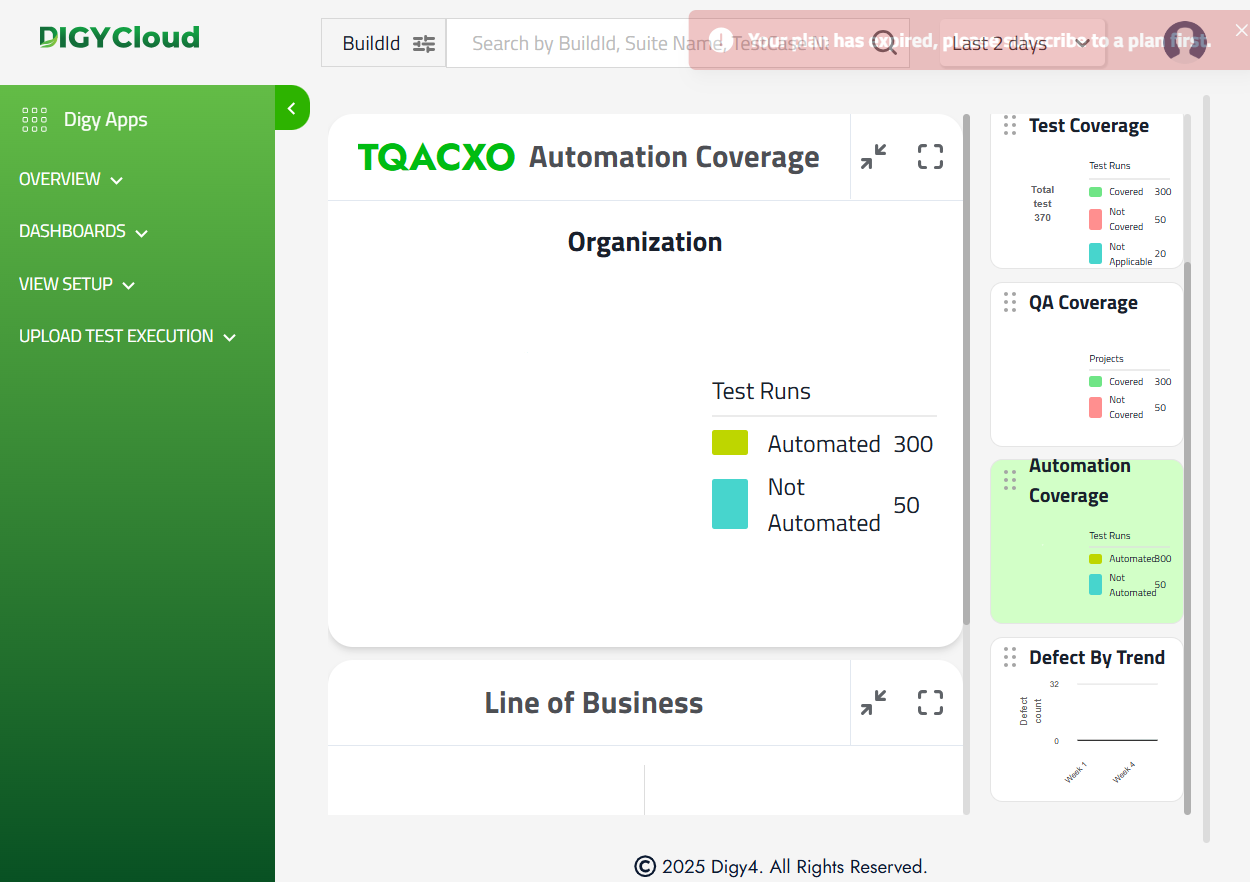 DIGYCloud
BuildId
Search by BuildId, Suite Name, TestCase N.
Your plan has expired, please subscribe to a plan first.
Last 2 days
Digy Apps
OVERVIEW
DASHBOARDS
VIEW SETUP
UPLOAD TEST EXECUTION
TQACXO Automation Coverage
Organization
Test Runs
Automated 300
Not
Automated
50
Line of Business
Test Coverage
Total
test
370
Test Runs
Covered 300
Not
Covered
50
Not
Applicable
20
QA Coverage
Projects
Covered 300
Not
Covered
50
Automation
Coverage
Test Runs
Automated 300
Not
Automated
50
Defect By Trend
Defect
count
32
0
Week 1
Week 4
© 2025 Digy4. All Rights Reserved.